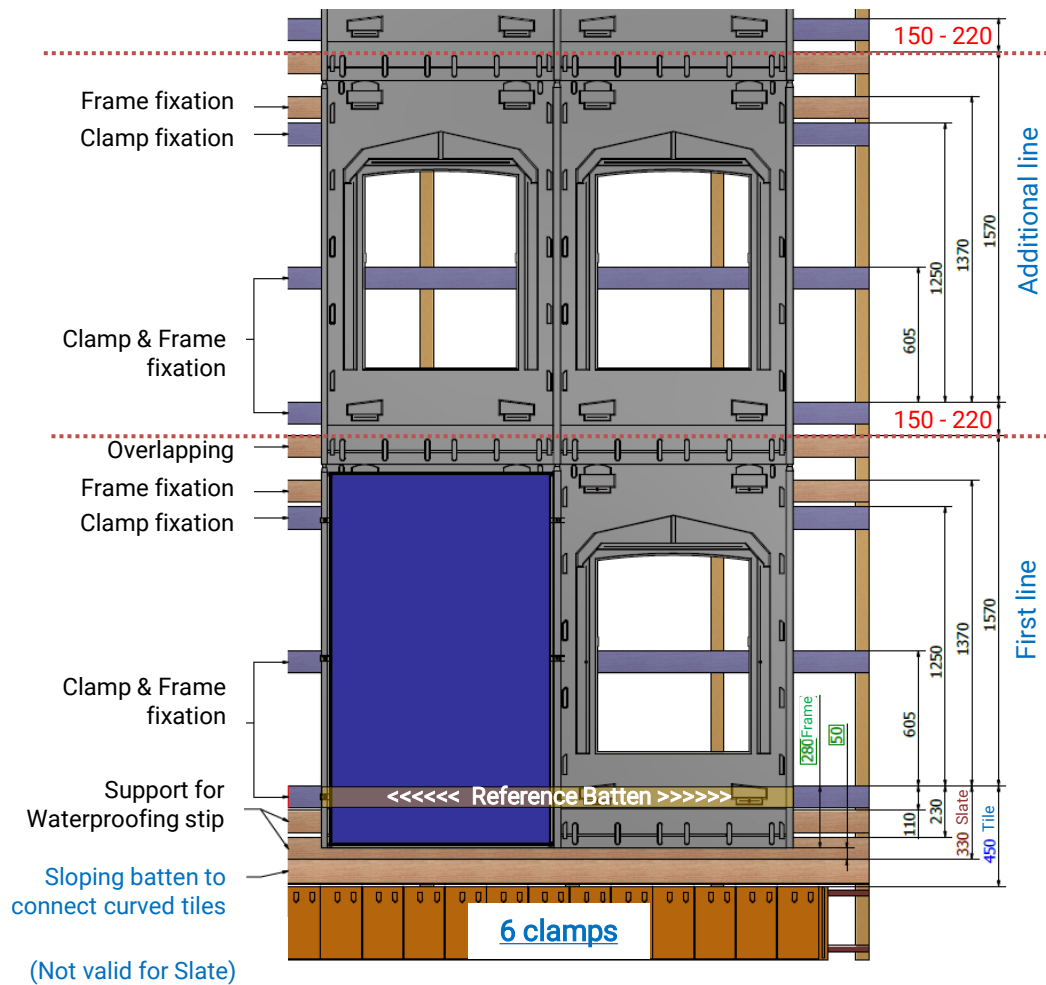 150 - 220
Frame fixation
Clamp fixation
Clamp & Frame
fixation
605
1250
1370
1570
Additional line
150 - 220
Overlapping
Frame fixation
Clamp fixation
Clamp & Frame
fixation
605
1250
1370
1570
First line
280 Frame
50
<<<<<< Reference Batten >>>>>>
110
230
330 Slate
450 Tile
Support for
Waterproofing stip
Sloping batten to
connect curved tiles
(Not valid for Slate)
6 clamps